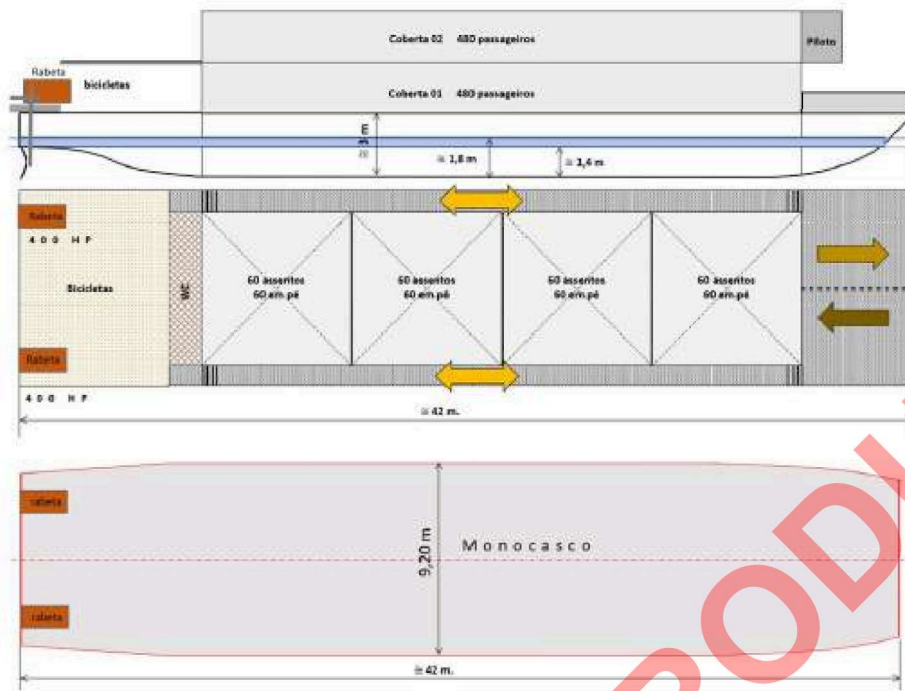 Coberta 02 480 passageiros
Piloto
Rabeta
bicicletas
Coberta 01 480 passageiros
≅ 3 m
≅ 1,8 m
≅ 1,4 m
Rabeta
400 HP
Bicicletas
WC
60 assentos
60 em pé
60 assentos
60 em pé
60 assentos
60 em pé
60 assentos
60 em pé
Rabeta
400 HP
≅ 42 m.
rabeta
9,20 m
Monocasco
rabeta
≅ 42 m.